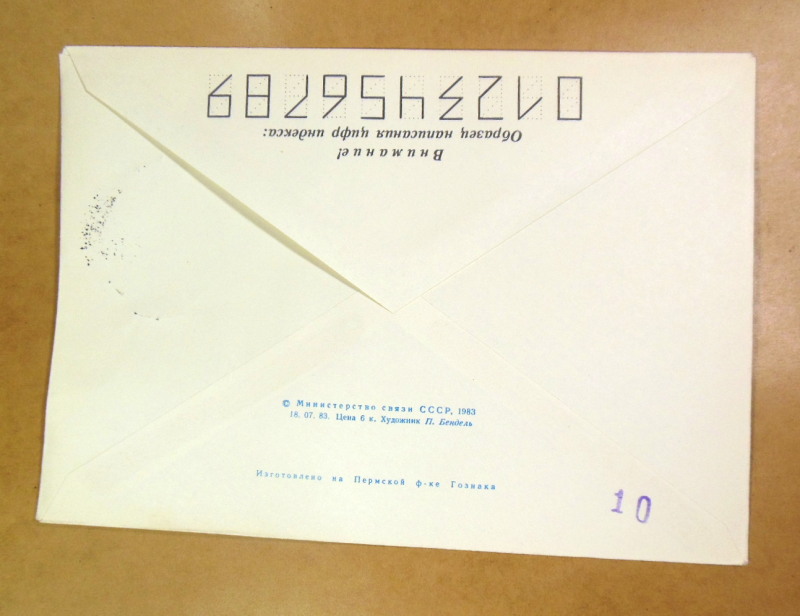 Внимание!
Образец написания цифр индекса:
0123456789
© Министерство связи СССР, 1983
18. 07. 83. Цена 6 к. Художник П. Бендель
Изготовлено на Пермской ф-ке Гознака
10